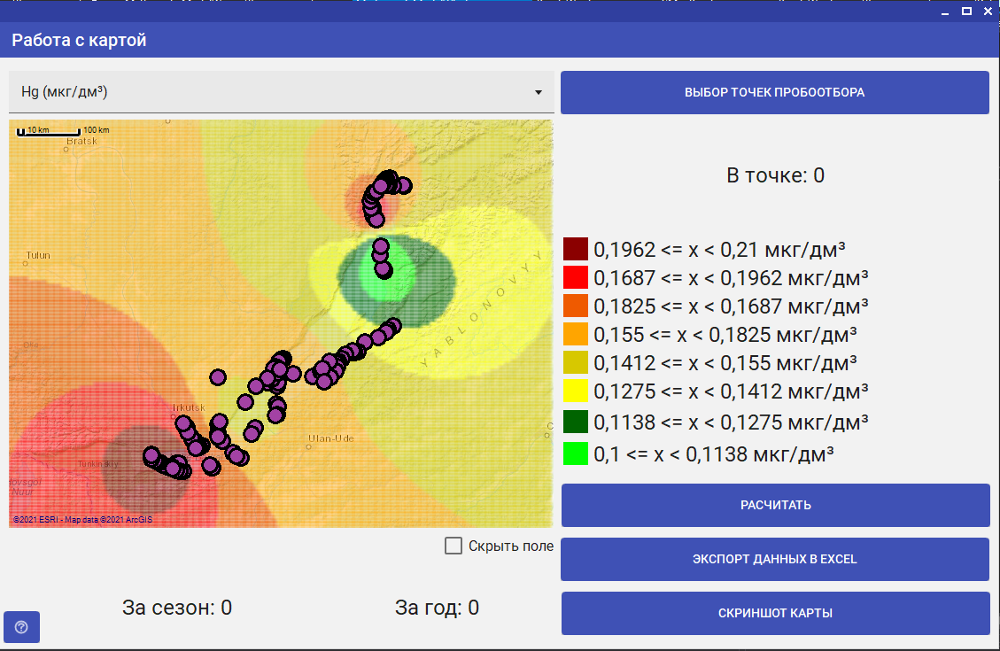 Работа с картой
Hg (мкг/дм³)
ВЫБОР ТОЧЕК ПРОБООТБОРА
10 km 100 km
Bratsk
Tulun
YABLONOVYY
Irkutsk
Ulan-Ude
Tunkinskiy
Nuur
©2021 ESRI - Map data ©2021 ArcGIS
В точке: 0
0,1962 <= x < 0,21 мкг/дм³
0,1687 <= x < 0,1962 мкг/дм³
0,1825 <= x < 0,1687 мкг/дм³
0,155 <= x < 0,1825 мкг/дм³
0,1412 <= x < 0,155 мкг/дм³
0,1275 <= x < 0,1412 мкг/дм³
0,1138 <= x < 0,1275 мкг/дм³
0,1 <= x < 0,1138 мкг/дм³
РАСЧИТАТЬ
Скрыть поле
ЭКСПОРТ ДАННЫХ В EXCEL
За сезон: 0
За год: 0
СКРИНШОТ КАРТЫ